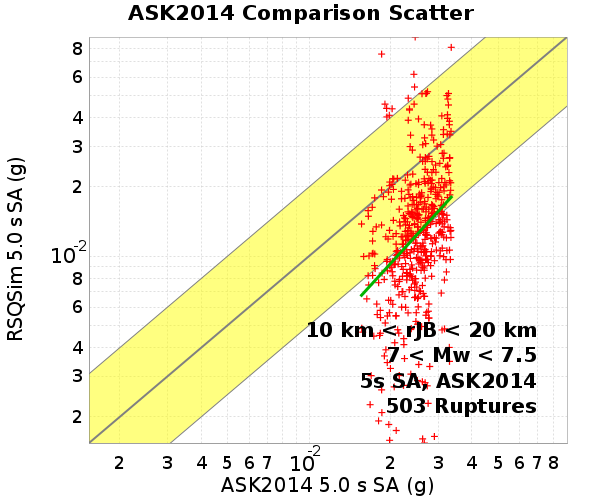 ASK2014 Comparison Scatter
8
6
4
3
2
10-2
8
6
4
3
2
RSQSim 5.0 s SA (g)
10 km < rJB < 20 km
7 < Mw < 7.5
5s SA, ASK2014
503 Ruptures
2 3 4 5 6 7 10-2 2 3 4 5 6 7 8
ASK2014 5.0 s SA (g)